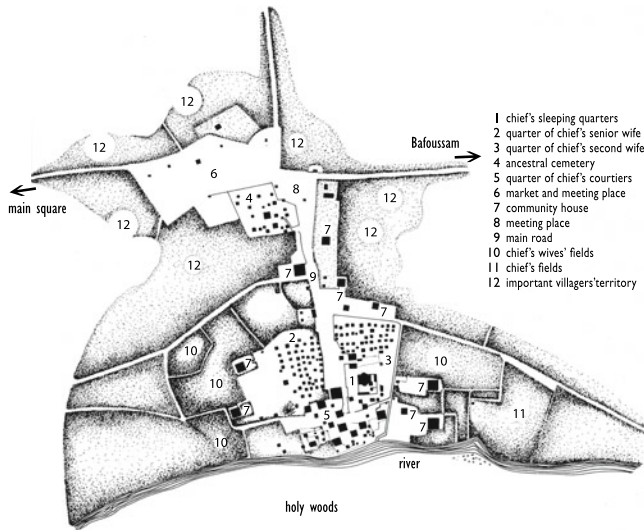 12
12
12
12
12
12
12
12
6
4
8
7
7
9
7
7
2
10
10
7
3
1
10
7
7
5
7
7
10
11
main square
Bafoussam
river
holy woods
1 chief's sleeping quarters
2 quarter of chief's senior wife
3 quarter of chief's second wife
4 ancestral cemetery
5 quarter of chief's courtiers
6 market and meeting place
7 community house
8 meeting place
9 main road
10 chief's wives' fields
11 chief's fields
12 important villagers'territory